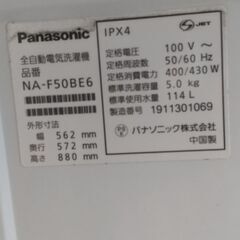 Panasonic
全自動電気洗濯機
品番
NA-F50BE6
外形寸法
幅 562 mm
奥行 572 mm
高さ 880 mm
IPX4
JET
定格電圧 100 V ～
定格周波数 50/60 Hz
定格消費電力 400/430 W
標準洗濯容量 5.0 kg
標準使用水量 114 L
製造番号 1911301069
パナソニック株式会社
中国製